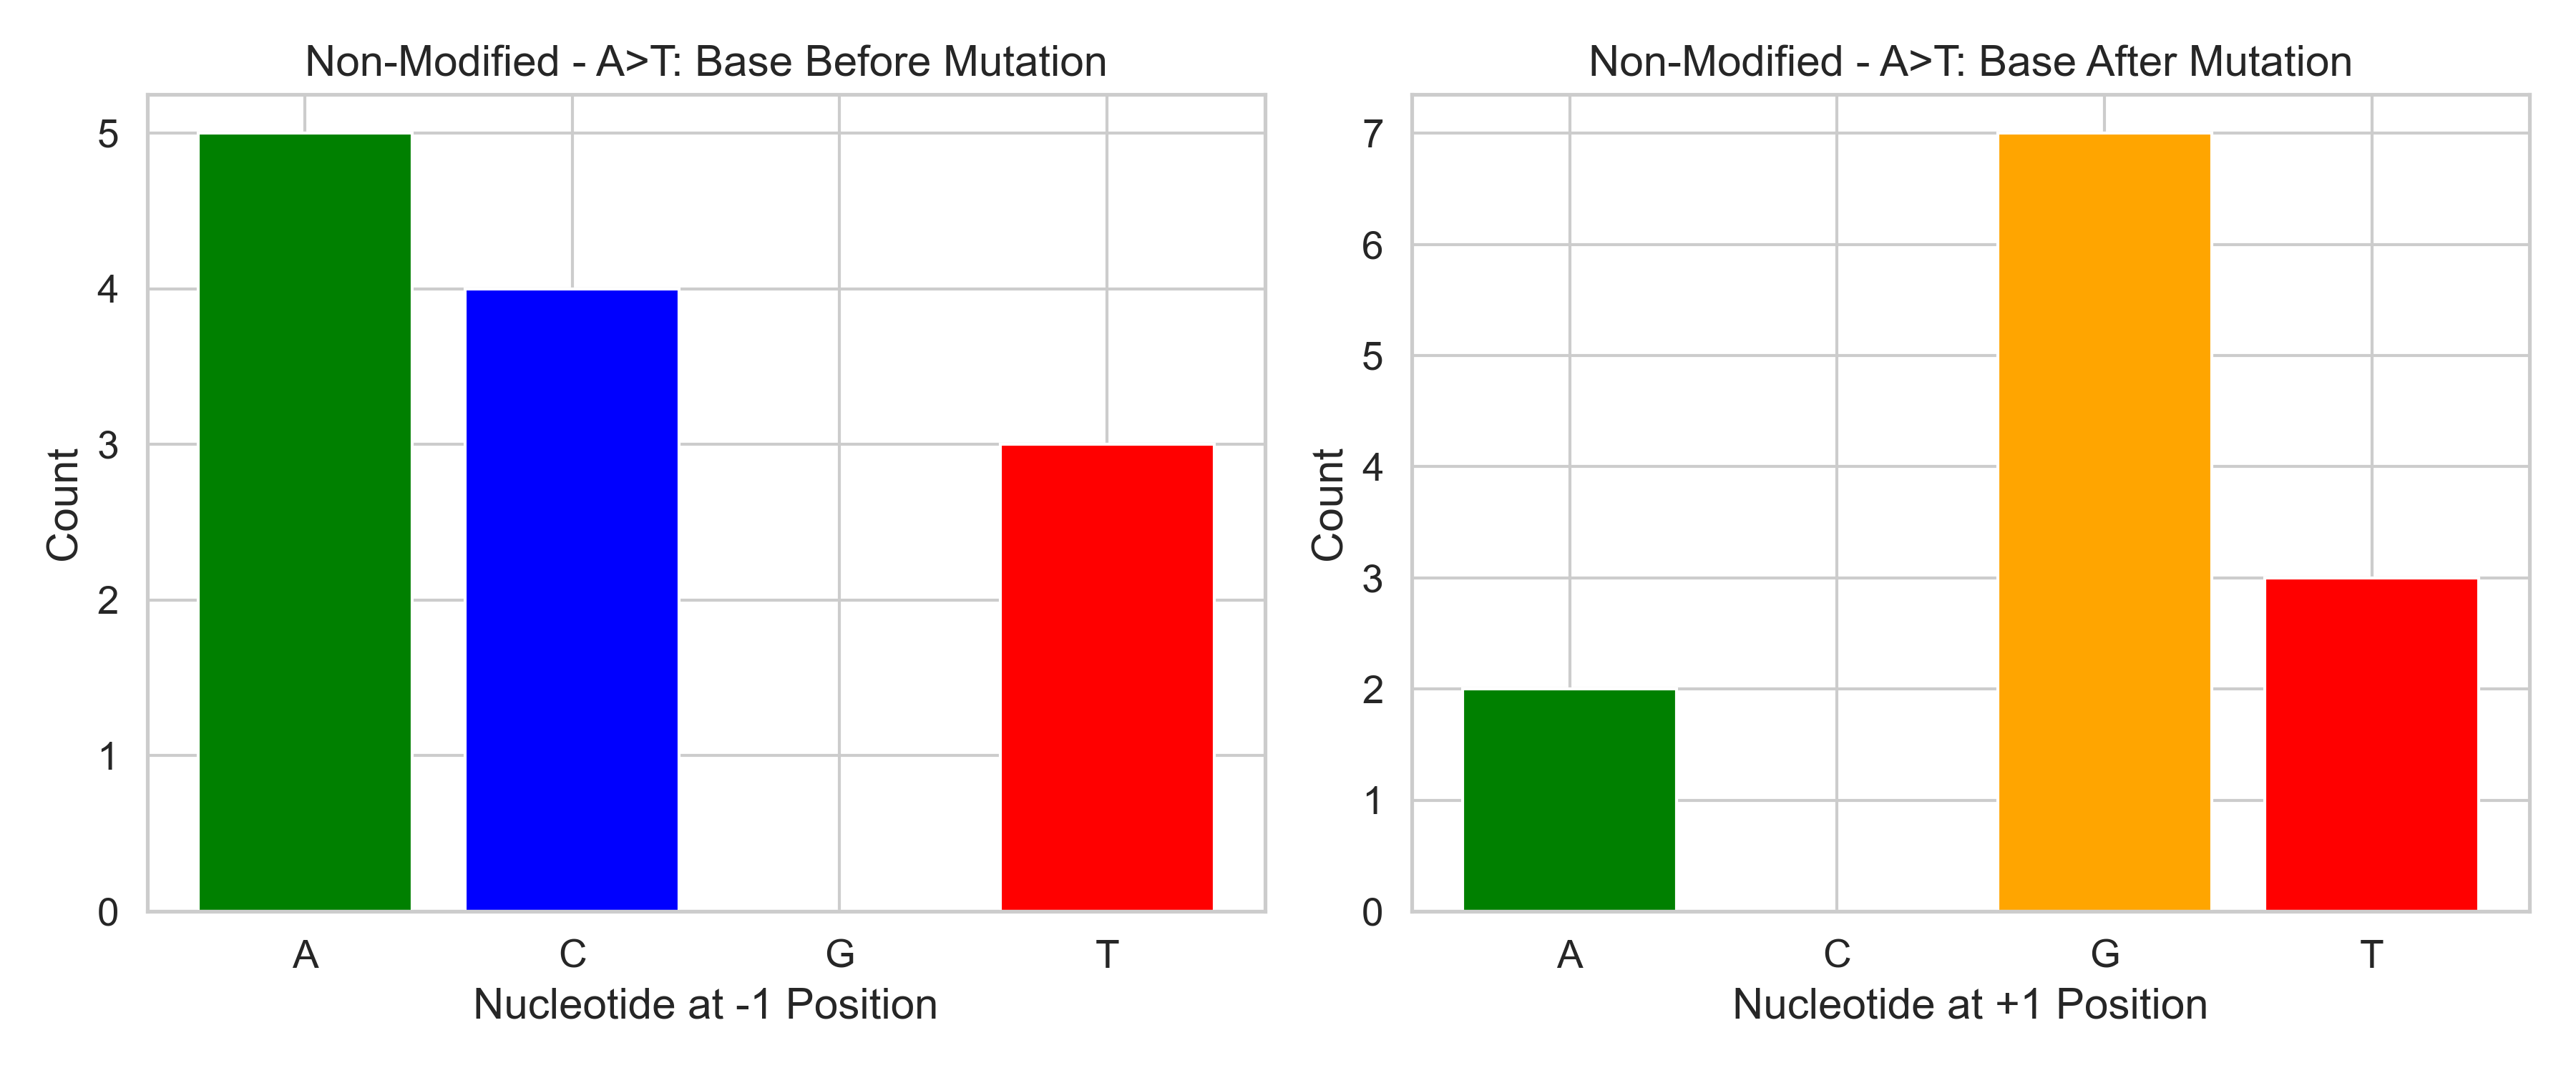 Non-Modified - A>T: Base Before Mutation
5
4
3
2
1
0
Count
A C G T
Nucleotide at -1 Position
Non-Modified - A>T: Base After Mutation
7
6
5
4
3
2
1
0
Count
A C G T
Nucleotide at +1 Position